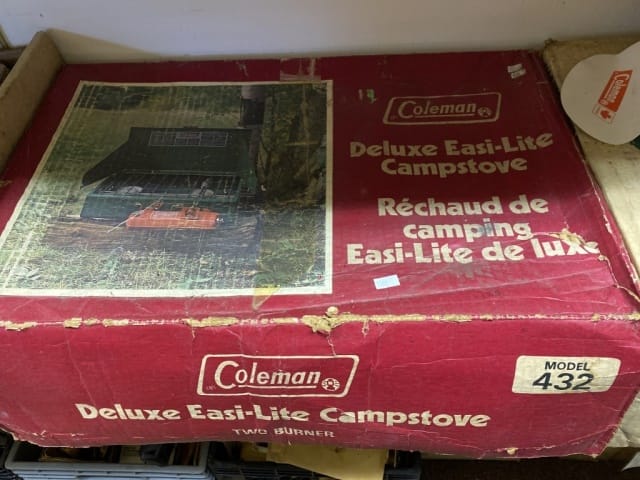 Coleman
Deluxe Easi-Lite
Campstove
Réchaud de
camping
Easi-Lite de luxe
Coleman
Deluxe Easi-Lite Campstove
TWO BURNER
MODEL
432